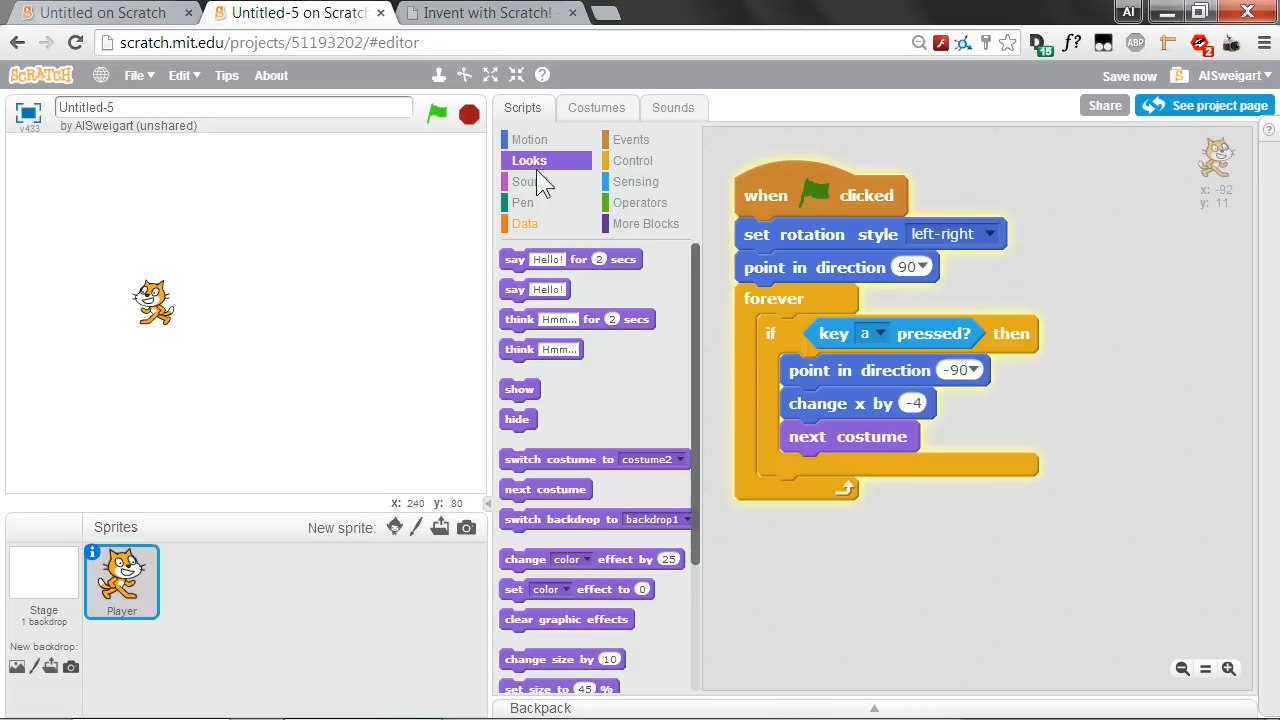 Untitled on Scratch
Untitled-5 on Scratch
Invent with Scratch! -
Al
scratch.mit.edu/projects/51193202/#editor
15
f?
ABP
2
SCRATCH
File
Edit
Tips
About
Save now
AlSweigart
Untitled-5
by AlSweigart (unshared)
v433
Scripts
Costumes
Sounds
Share
See project page
Motion
Events
Looks
Control
Sensing
Pen
Operators
Data
More Blocks
say Hello! for 2 secs
say Hello!
think Hmm... for 2 secs
think Hmm...
show
hide
switch costume to costume2
next costume
switch backdrop to backdrop1
change color effect by 25
set color effect to 0
clear graphic effects
change size by 10
set size to 45 %
when clicked
set rotation style left-right
point in direction 90
forever
if key a pressed? then
point in direction -90
change x by -4
next costume
x: -92
y: 11
x: 240 y: 80
Sprites
New sprite:
Stage
1 backdrop
New backdrop:
Player
Backpack